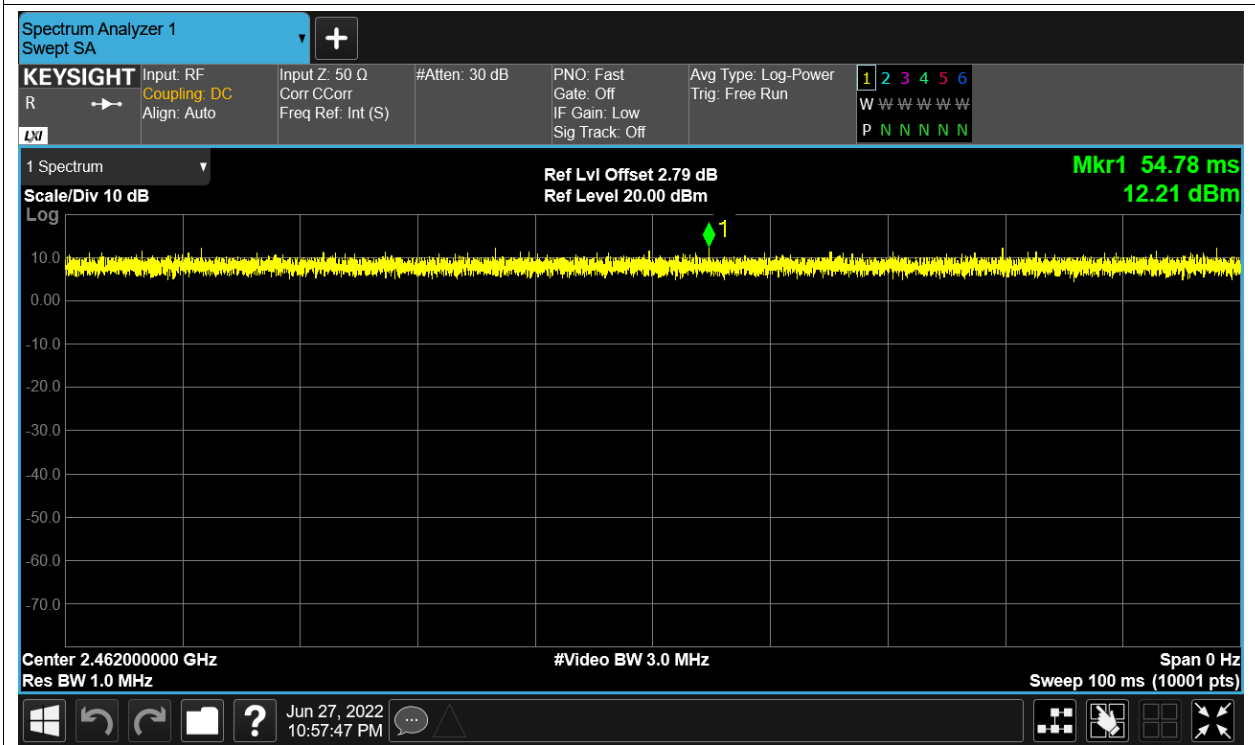 Spectrum Analyzer 1
Swept SA
KEYSIGHT Input: RF Input Z: 50 Ω #Atten: 30 dB PNO: Fast Avg Type: Log-Power 1 2 3 4 5 6
R Coupling: DC Corr CCorr Gate: Off Trig: Free Run W W W W W W
Align: Auto Freq Ref: Int (S) IF Gain: Low
LXI Sig Track: Off P N N N N N
1 Spectrum Ref Lvl Offset 2.79 dB Mkr1 54.78 ms
Scale/Div 10 dB Ref Level 20.00 dBm 12.21 dBm
Log
1
10.0
0.00
-10.0
-20.0
-30.0
-40.0
-50.0
-60.0
-70.0
Center 2.462000000 GHz #Video BW 3.0 MHz Span 0 Hz
Res BW 1.0 MHz Sweep 100 ms (10001 pts)
? Jun 27, 2022
10:57:47 PM